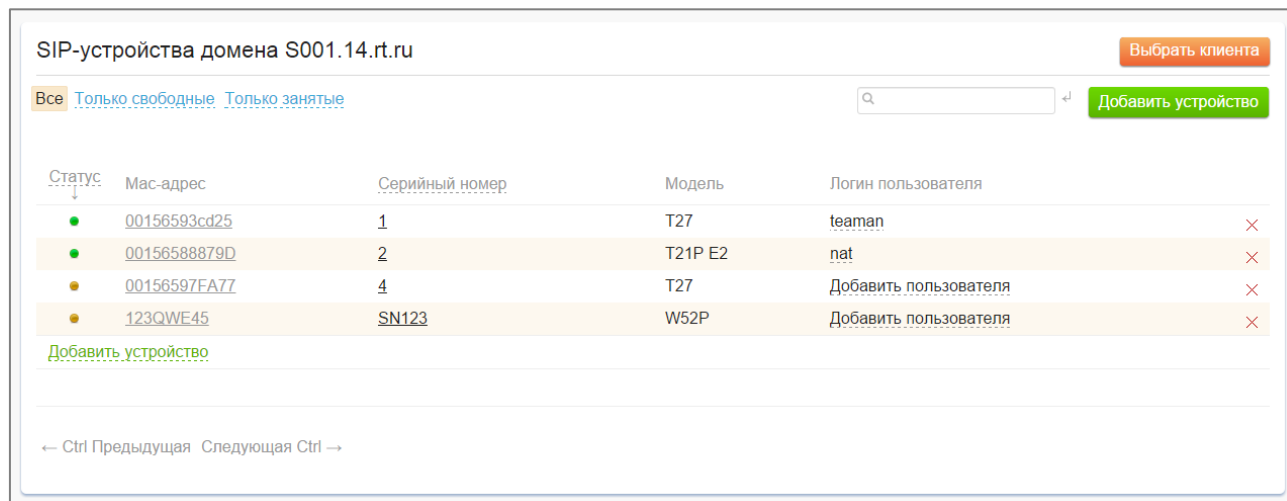 SIP-устройства домена S001.14.rt.ru Выбрать клиента
Все Только свободные Только занятые Добавить устройство
Статус Мас-адрес Серийный номер Модель Логин пользователя
00156593cd25 1 T27 teaman
00156588879D 2 T21P E2 nat
00156597FA77 4 T27 Добавить пользователя
123QWE45 SN123 W52P Добавить пользователя
Добавить устройство
← Ctrl Предыдущая Следующая Ctrl →